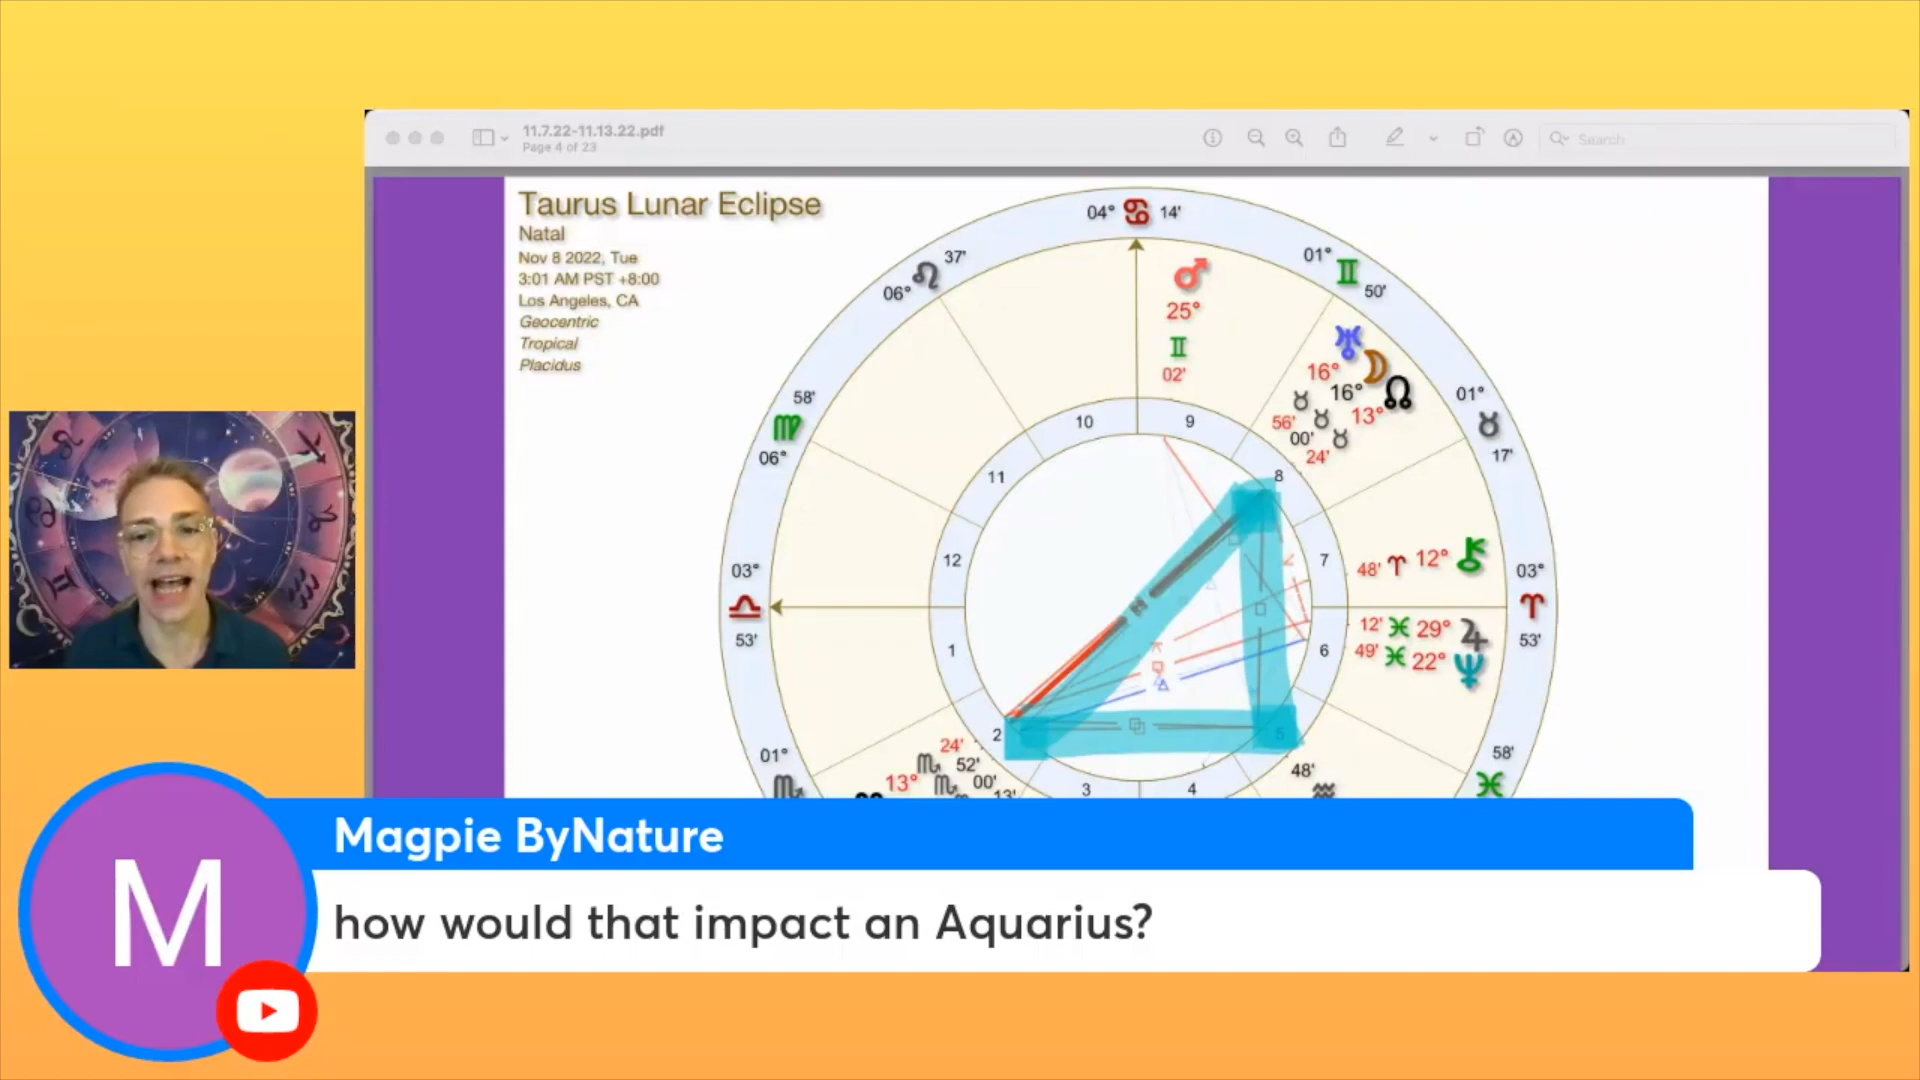 11.7.22-11.13.22.pdf
Page 4 of 23
Search
Taurus Lunar Eclipse
Natal
Nov 8 2022, Tue
3:01 AM PST +8:00
Los Angeles, CA
Geocentric
Tropical
Placidus
04° ♋ 14'
37'
06° ♌
01° ♊ 50'
♂
25°
♊
02'
♅ ☽ ☊
16° 16° 13°
♉ ♉ ♉
56' 00' 24'
58'
♍
06°
01°
♉
17'
10 9
11 8
12 7
1 6
2 5
3 4
48' ♈ 12° ⚷
03°
♎
53'
03°
♈
53'
12' ♓ 29° ♃
49' ♓ 22° ♆
24'
♏ 52'
13° ♏ 00'
13'
01°
♏
58'
♓
48'
♒
M
Magpie ByNature
how would that impact an Aquarius?